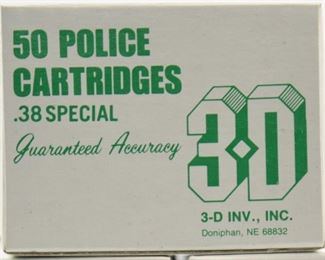 50 POLICE
CARTRIDGES
.38 SPECIAL
Guaranteed Accuracy
3-D
3-D INV., INC.
Doniphan, NE 68832